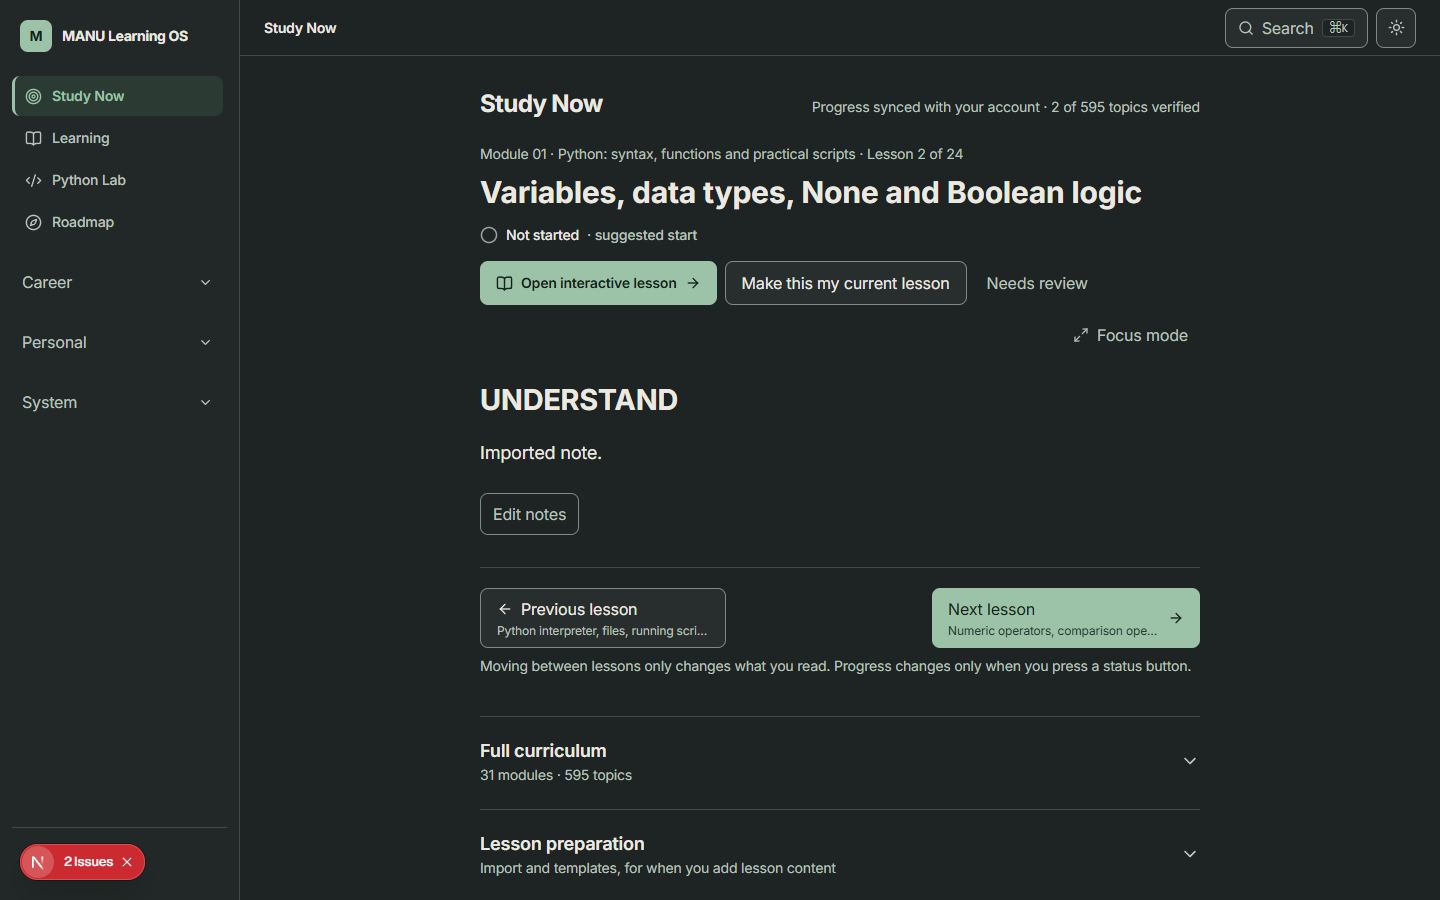 M MANU Learning OS
Study Now
Learning
Python Lab
Roadmap
Career
Personal
System
N 2 Issues
Study Now
Search ⌘K
Study Now
Progress synced with your account · 2 of 595 topics verified
Module 01 · Python: syntax, functions and practical scripts · Lesson 2 of 24
Variables, data types, None and Boolean logic
Not started · suggested start
Open interactive lesson
Make this my current lesson
Needs review
Focus mode
UNDERSTAND
Imported note.
Edit notes
Previous lesson
Python interpreter, files, running scri...
Next lesson
Numeric operators, comparison ope...
Moving between lessons only changes what you read. Progress changes only when you press a status button.
Full curriculum
31 modules · 595 topics
Lesson preparation
Import and templates, for when you add lesson content